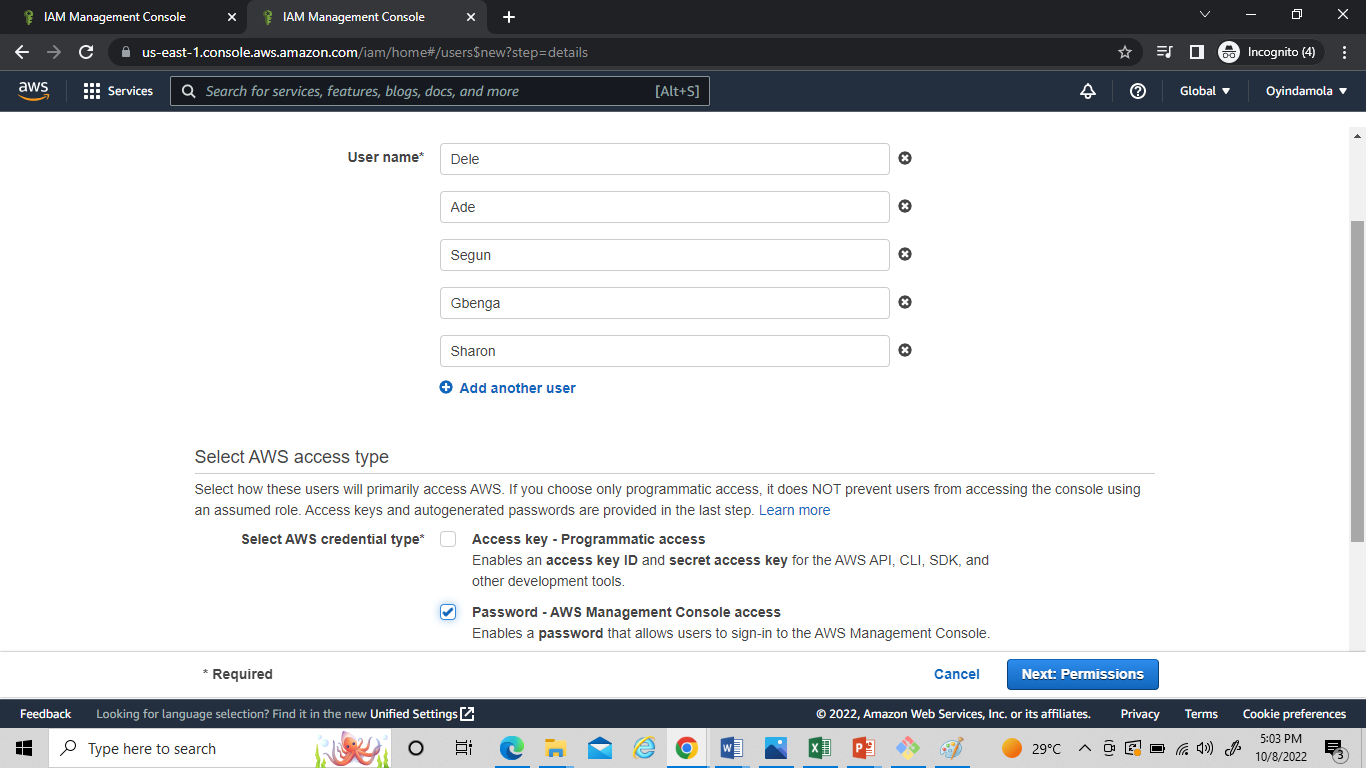 IAM Management Console
IAM Management Console
us-east-1.console.aws.amazon.com/iam/home#/users$new?step=details
Incognito (4)
aws
Services
Search for services, features, blogs, docs, and more
[Alt+S]
Global
Oyindamola
User name*
Dele
Ade
Segun
Gbenga
Sharon
Add another user
Select AWS access type
Select how these users will primarily access AWS. If you choose only programmatic access, it does NOT prevent users from accessing the console using
an assumed role. Access keys and autogenerated passwords are provided in the last step. Learn more
Select AWS credential type*
Access key - Programmatic access
Enables an access key ID and secret access key for the AWS API, CLI, SDK, and
other development tools.
Password - AWS Management Console access
Enables a password that allows users to sign-in to the AWS Management Console.
* Required
Cancel
Next: Permissions
Feedback
Looking for language selection? Find it in the new Unified Settings
© 2022, Amazon Web Services, Inc. or its affiliates.
Privacy
Terms
Cookie preferences
Type here to search
29°C
5:03 PM
10/8/2022
3